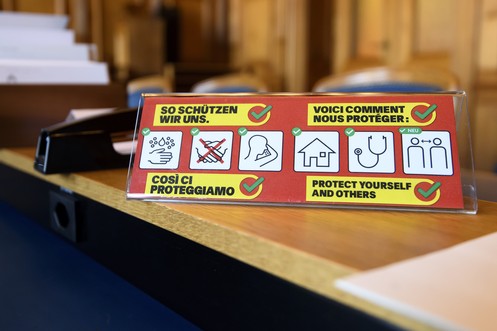 SO SCHÜTZEN
WIR UNS.
VOICI COMMENT
NOUS PROTÉGER :
NEU
COSÌ CI
PROTEGGIAMO
PROTECT YOURSELF
AND OTHERS